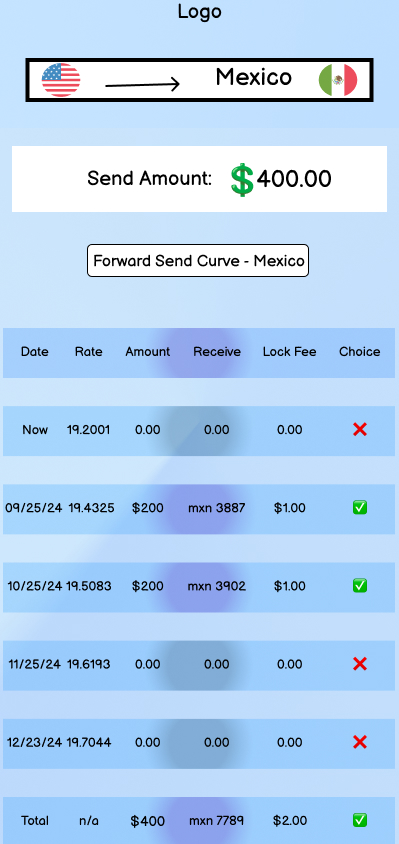 Logo
Mexico
Send Amount: $400.00
Forward Send Curve - Mexico
Date Rate Amount Receive Lock Fee Choice
Now 19.2001 0.00 0.00 0.00 ❌
09/25/24 19.4325 $200 mxn 3887 $1.00 ✅
10/25/24 19.5083 $200 mxn 3902 $1.00 ✅
11/25/24 19.6193 0.00 0.00 0.00 ❌
12/23/24 19.7044 0.00 0.00 0.00 ❌
Total n/a $400 mxn 7789 $2.00 ✅